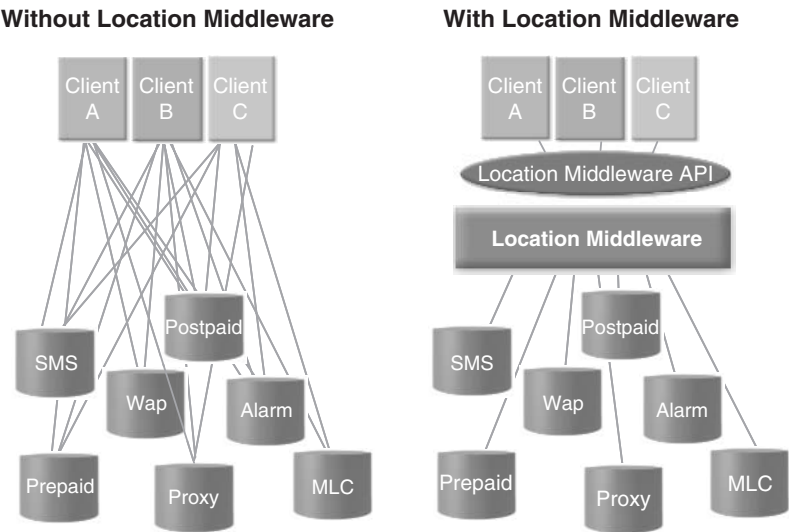 Without Location Middleware
Client
A
Client
B
Client
C
Postpaid
SMS
Wap
Alarm
Prepaid
Proxy
MLC
With Location Middleware
Client
A
Client
B
Client
C
Location Middleware API
Location Middleware
Postpaid
SMS
Wap
Alarm
Prepaid
Proxy
MLC